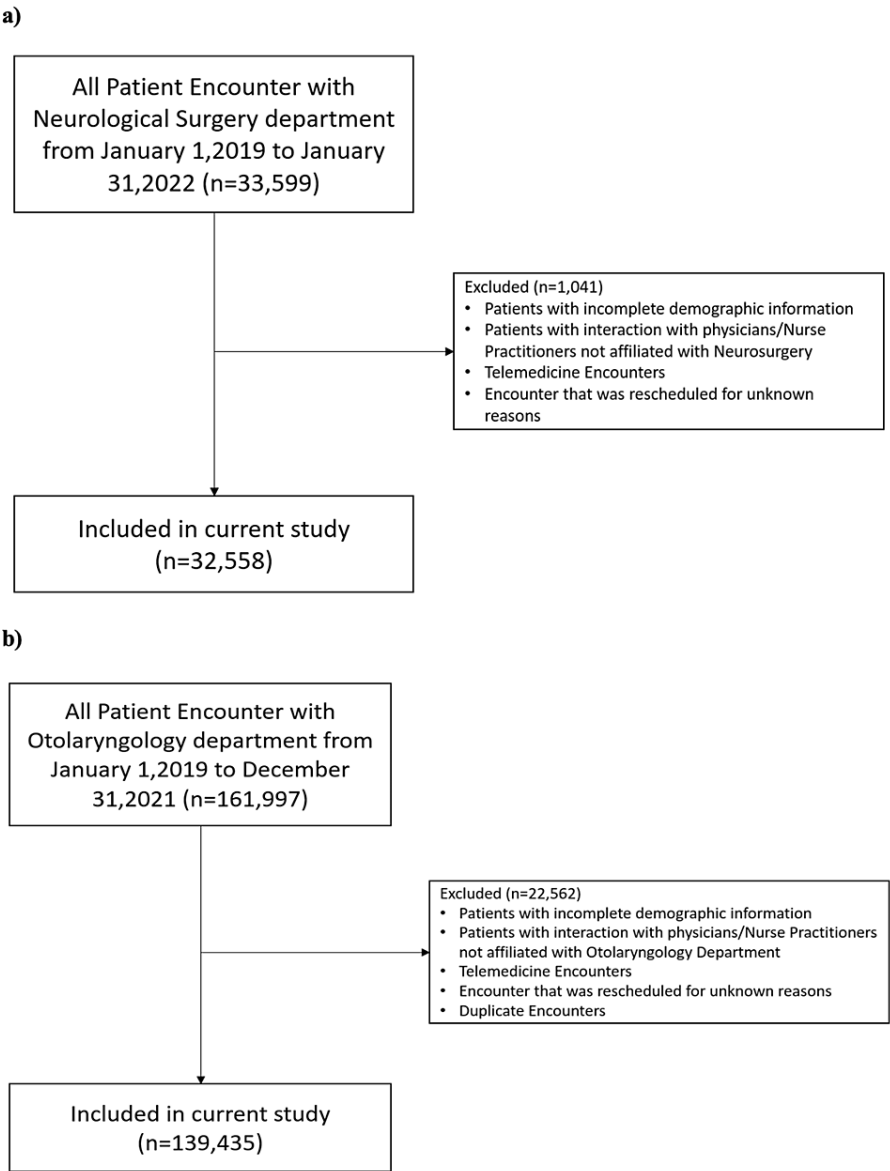 a)
All Patient Encounter with
Neurological Surgery department
from January 1,2019 to January
31,2022 (n=33,599)
Excluded (n=1,041)
• Patients with incomplete demographic information
• Patients with interaction with physicians/Nurse
Practitioners not affiliated with Neurosurgery
• Telemedicine Encounters
• Encounter that was rescheduled for unknown
reasons
Included in current study
(n=32,558)
b)
All Patient Encounter with
Otolaryngology department from
January 1,2019 to December
31,2021 (n=161,997)
Excluded (n=22,562)
• Patients with incomplete demographic information
• Patients with interaction with physicians/Nurse Practitioners
not affiliated with Otolaryngology Department
• Telemedicine Encounters
• Encounter that was rescheduled for unknown reasons
• Duplicate Encounters
Included in current study
(n=139,435)